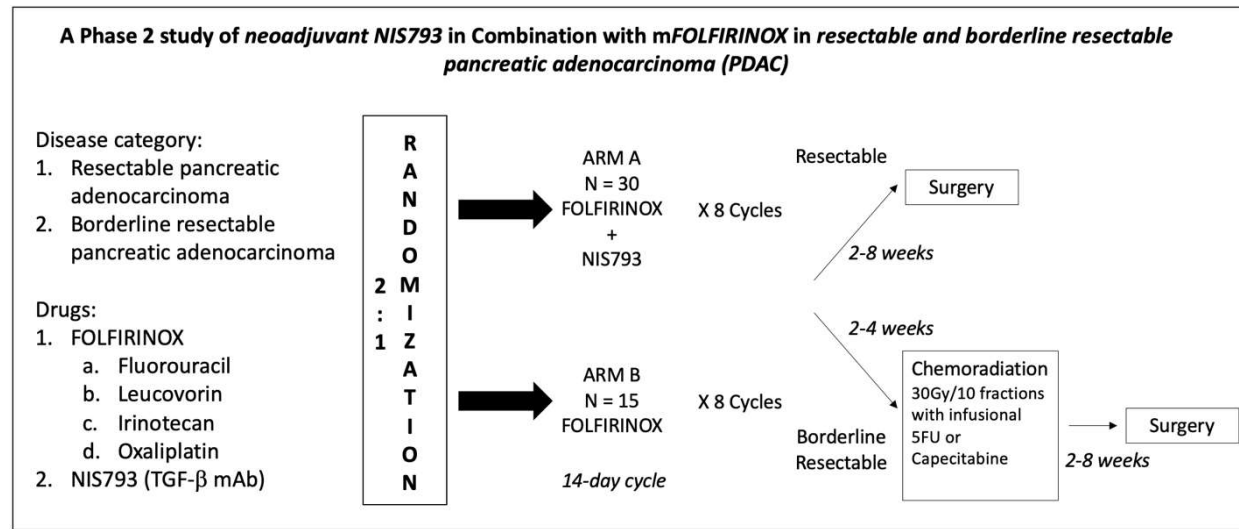 A Phase 2 study of neoadjuvant NIS793 in Combination with mFOLFIRINOX in resectable and borderline resectable
pancreatic adenocarcinoma (PDAC)
Disease category:
1. Resectable pancreatic
adenocarcinoma
2. Borderline resectable
pancreatic adenocarcinoma
Drugs:
1. FOLFIRINOX
a. Fluorouracil
b. Leucovorin
c. Irinotecan
d. Oxaliplatin
2. NIS793 (TGF-β mAb)
2:1
RANDOMIZATION
ARM A
N = 30
FOLFIRINOX
+
NIS793
X 8 Cycles
ARM B
N = 15
FOLFIRINOX
X 8 Cycles
14-day cycle
Resectable
2-8 weeks
Surgery
2-4 weeks
Borderline
Resectable
Chemoradiation
30Gy/10 fractions
with infusional
5FU or
Capecitabine
2-8 weeks
Surgery